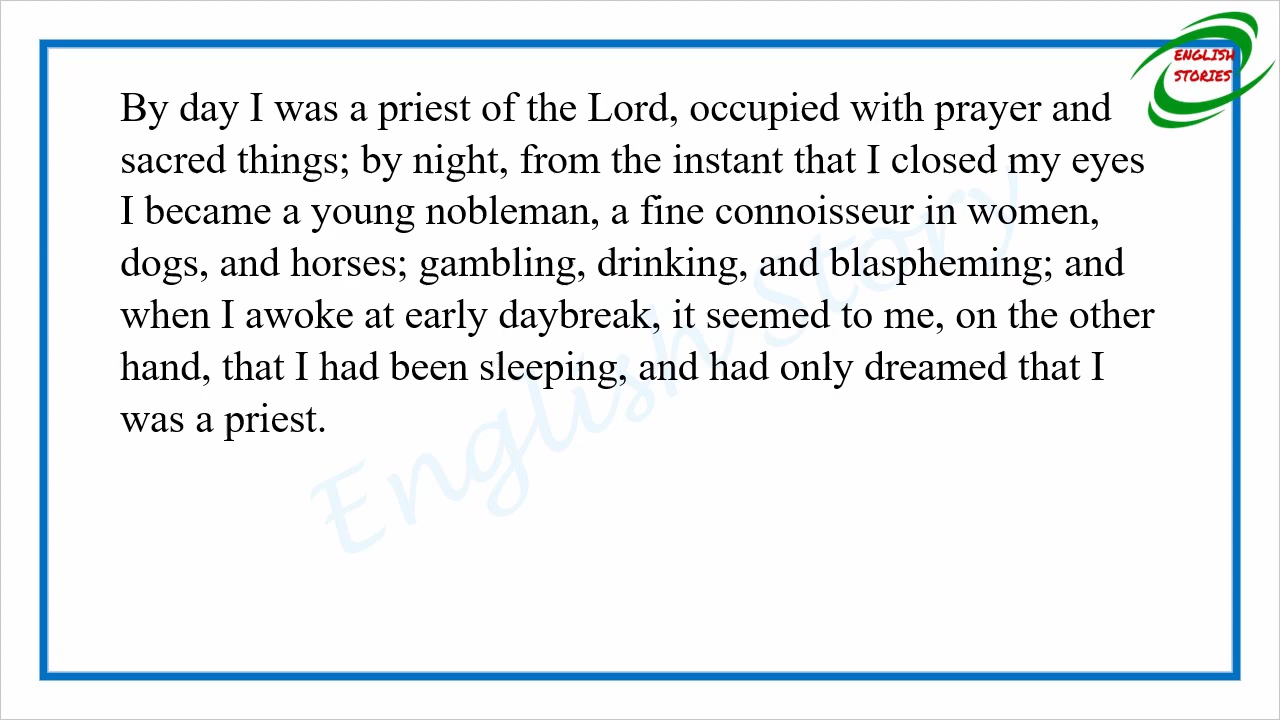 ENGLISH
STORIES
By day I was a priest of the Lord, occupied with prayer and
sacred things; by night, from the instant that I closed my eyes
I became a young nobleman, a fine connoisseur in women,
dogs, and horses; gambling, drinking, and blaspheming; and
when I awoke at early daybreak, it seemed to me, on the other
hand, that I had been sleeping, and had only dreamed that I
was a priest.
English Story